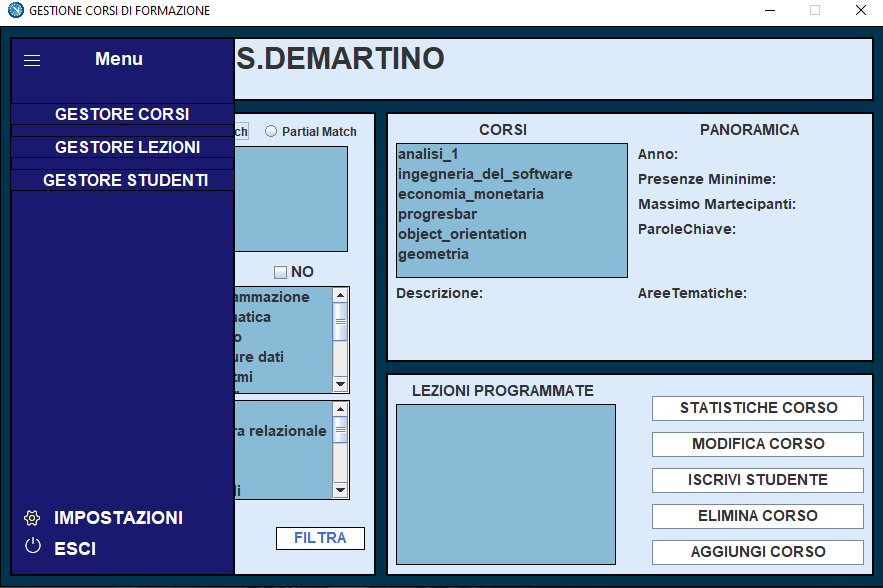 GESTIONE CORSI DI FORMAZIONE
Menu
S.DEMARTINO
GESTORE CORSI
GESTORE LEZIONI
GESTORE STUDENTI
IMPOSTAZIONI
ESCI
ch Partial Match
NO
ammazione
atica
o
ure dati
tmi
ra relazionale
li
FILTRA
CORSI
analisi_1
ingegneria_del_software
economia_monetaria
progresbar
object_orientation
geometria
Descrizione:
PANORAMICA
Anno:
Presenze Mininime:
Massimo Martecipanti:
ParoleChiave:
AreeTematiche:
LEZIONI PROGRAMMATE
STATISTICHE CORSO
MODIFICA CORSO
ISCRIVI STUDENTE
ELIMINA CORSO
AGGIUNGI CORSO